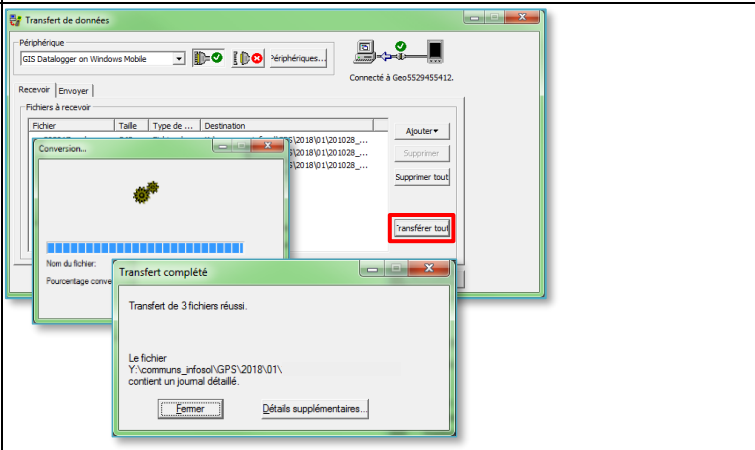 Transfert de données
Périphérique
GIS Datalogger on Windows Mobile
Périphériques...
Connecté à Geo5529455412.
Recevoir Envoyer
Fichiers à recevoir
Fichier Taille Type de ... Destination
Ajouter
S\2018\01\201028_...
S\2018\01\201028_...
S\2018\01\201028_...
Supprimer
Supprimer tout
Transférer tout
Conversion...
Nom du fichier:
Pourcentage conve
Transfert complété
Transfert de 3 fichiers réussi.
Le fichier
Y:\communs_infosol\GPS\2018\01\
contient un journal détaillé.
Fermer Détails supplémentaires...